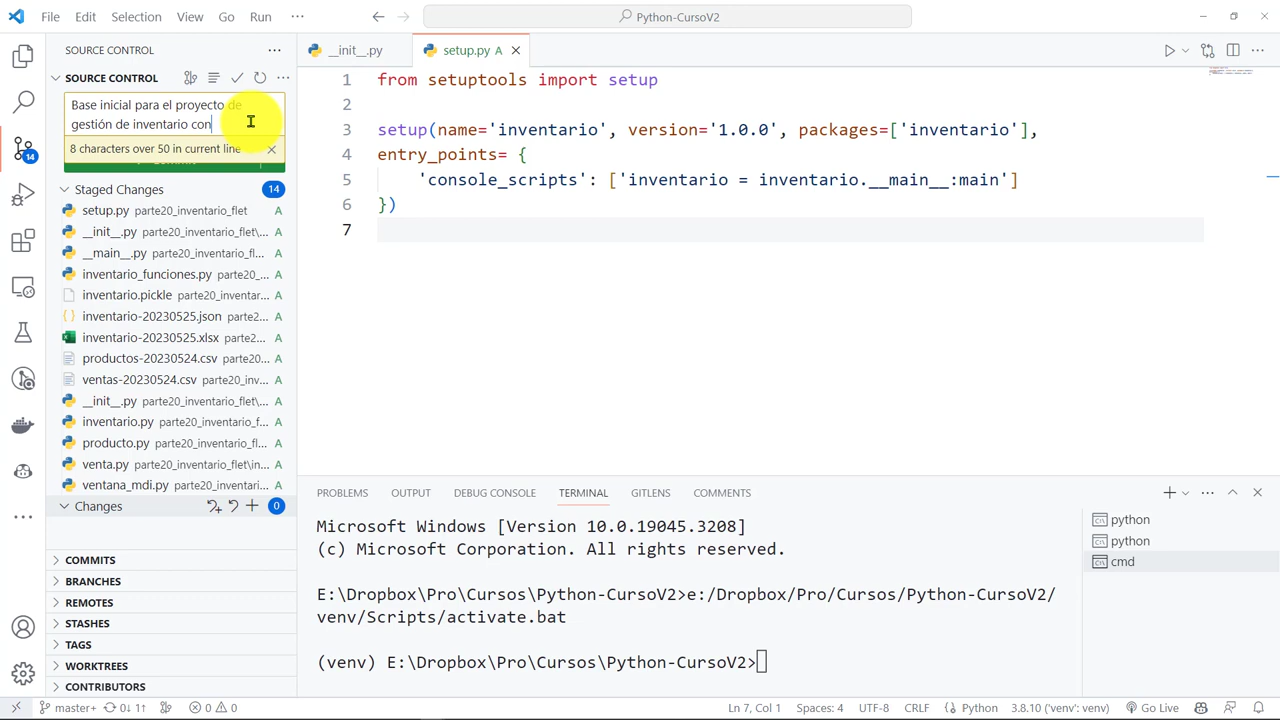 File Edit Selection View Go Run ···
Python-CursoV2
SOURCE CONTROL
SOURCE CONTROL
Base inicial para el proyecto de
gestión de inventario con
8 characters over 50 in current line
Staged Changes 14
setup.py parte20_inventario_flet A
__init__.py parte20_inventario_flet\... A
__main__.py parte20_inventario_fl... A
inventario_funciones.py parte20_... A
inventario.pickle parte20_inventar... A
inventario-20230525.json parte2... A
inventario-20230525.xlsx parte2... A
productos-20230524.csv parte20... A
ventas-20230524.csv parte20_inv... A
__init__.py parte20_inventario_flet\... A
inventario.py parte20_inventario_f... A
producto.py parte20_inventario_fl... A
venta.py parte20_inventario_flet\in... A
ventana_mdi.py parte20_inventari... A
Changes 0
COMMITS
BRANCHES
REMOTES
STASHES
TAGS
WORKTREES
CONTRIBUTORS
14
__init__.py setup.py A
1 from setuptools import setup
2
3 setup(name='inventario', version='1.0.0', packages=['inventario'],
4 entry_points= {
5 'console_scripts': ['inventario = inventario.__main__:main']
6 })
7
PROBLEMS OUTPUT DEBUG CONSOLE TERMINAL GITLENS COMMENTS
Microsoft Windows [Version 10.0.19045.3208]
(c) Microsoft Corporation. All rights reserved.
E:\Dropbox\Pro\Cursos\Python-CursoV2>e:/Dropbox/Pro/Cursos/Python-CursoV2/
venv/Scripts/activate.bat
(venv) E:\Dropbox\Pro\Cursos\Python-CursoV2>
python
python
cmd
master+ 0↓ 1↑ 0 0 Ln 7, Col 1 Spaces: 4 UTF-8 CRLF Python 3.8.10 ('venv': venv) Go Live